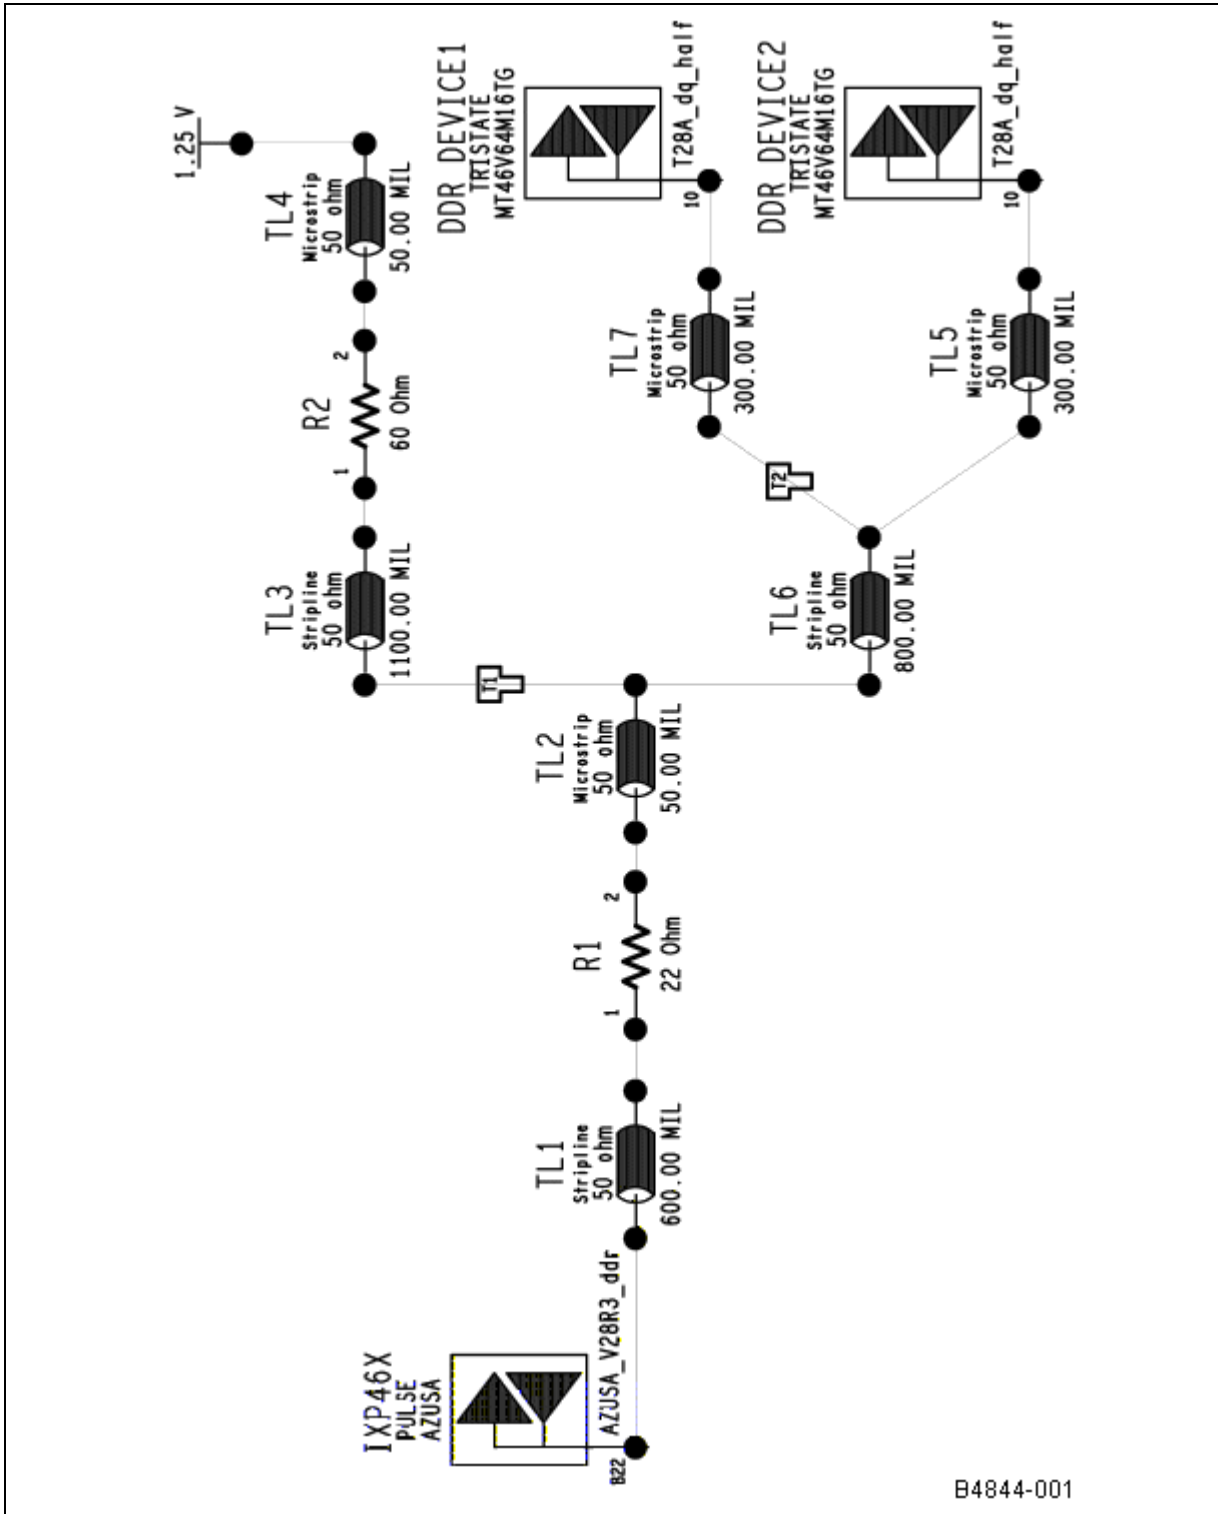 1.25 V
TL4
Microstrip
50 ohm
50.00 MIL
2
R2
60 Ohm
1
TL3
Stripline
50 ohm
1100.00 MIL
T1
DDR_DEVICE1
TRISTATE
MT46V64M16TG
T28A_dq_half
10
TL7
Microstrip
50 ohm
300.00 MIL
T2
DDR_DEVICE2
TRISTATE
MT46V64M16TG
T28A_dq_half
10
TL5
Microstrip
50 ohm
300.00 MIL
TL6
Stripline
50 ohm
800.00 MIL
TL2
Microstrip
50 ohm
50.00 MIL
2
R1
22 Ohm
1
TL1
Stripline
50 ohm
600.00 MIL
IXP46X
PULSE
AZUSA
AZUSA_V28R3_ddr
B22
B4844-001